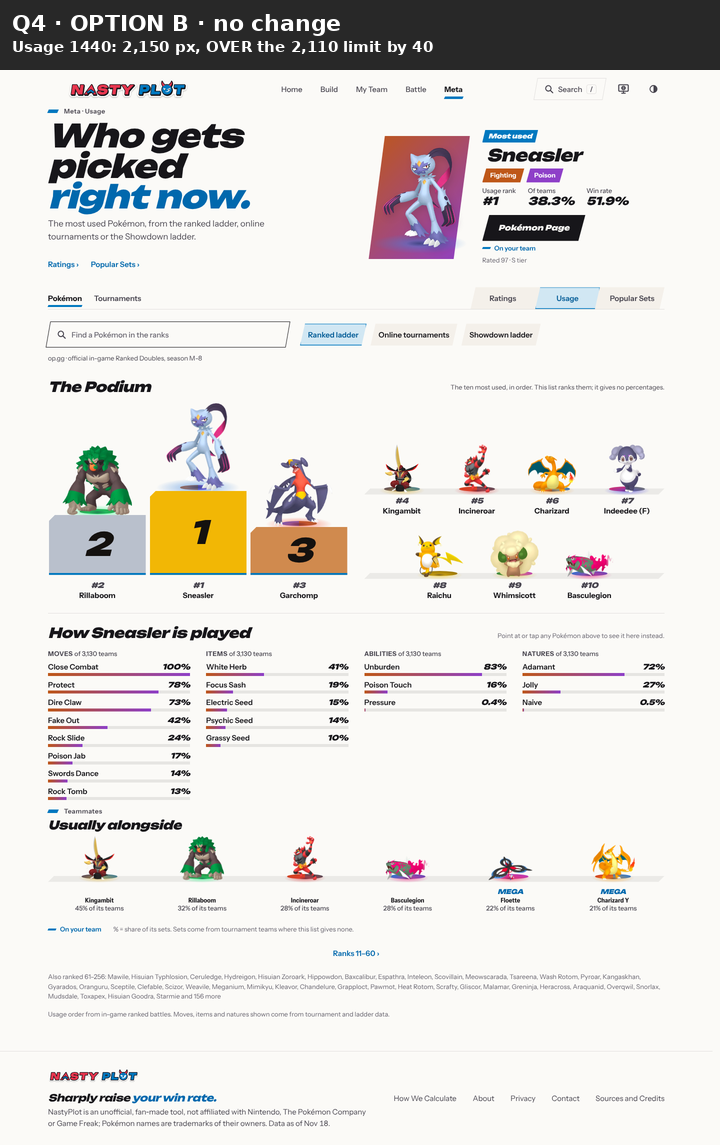 Q4 · OPTION B · no change
Usage 1440: 2,150 px, OVER the 2,110 limit by 40
NASTY PLOT
Home Build My Team Battle Meta
Search /
Meta · Usage
Who gets
picked
right now.
The most used Pokémon, from the ranked ladder, online
tournaments or the Showdown ladder.
Ratings › Popular Sets ›
Most used
Sneasler
Fighting Poison
Usage rank Of teams Win rate
#1 38.3% 51.9%
Pokémon Page
On your team
Rated 97 · S tier
Pokémon Tournaments
Ratings Usage Popular Sets
Find a Pokémon in the ranks
Ranked ladder Online tournaments Showdown ladder
op.gg · official in-game Ranked Doubles, season M-8
The Podium
The ten most used, in order. This list ranks them; it gives no percentages.
2 1 3
#2 #1 #3
Rillaboom Sneasler Garchomp
#4 #5 #6 #7
Kingambit Incineroar Charizard Indeedee (F)
#8 #9 #10
Raichu Whimsicott Basculegion
How Sneasler is played
Point at or tap any Pokémon above to see it here instead.
MOVES of 3,130 teams
Close Combat 100%
Protect 78%
Dire Claw 73%
Fake Out 42%
Rock Slide 24%
Poison Jab 17%
Swords Dance 14%
Rock Tomb 13%
ITEMS of 3,130 teams
White Herb 41%
Focus Sash 19%
Electric Seed 15%
Psychic Seed 14%
Grassy Seed 10%
ABILITIES of 3,130 teams
Unburden 83%
Poison Touch 16%
Pressure 0.4%
NATURES of 3,130 teams
Adamant 72%
Jolly 27%
Naive 0.5%
Teammates
Usually alongside
MEGA MEGA
Kingambit Rillaboom Incineroar Basculegion Floette Charizard Y
45% of its teams 32% of its teams 28% of its teams 28% of its teams 22% of its teams 21% of its teams
On your team % = share of its sets. Sets come from tournament teams where this list gives none.
Ranks 11–60 ›
Also ranked 61–256: Mawile, Hisuian Typhlosion, Ceruledge, Hydreigon, Hisuian Zoroark, Hippowdon, Baxcalibur, Espathra, Inteleon, Scovillain, Meowscarada, Tsareena, Wash Rotom, Pyroar, Kangaskhan,
Gyarados, Oranguru, Sceptile, Clefable, Scizor, Weavile, Meganium, Mimikyu, Kleavor, Chandelure, Grapploct, Pawmot, Heat Rotom, Scrafty, Gliscor, Malamar, Greninja, Heracross, Araquanid, Overqwil, Snorlax,
Mudsdale, Toxapex, Hisuian Goodra, Starmie and 156 more
Usage order from in-game ranked battles. Moves, items and natures shown come from tournament and ladder data.
NASTY PLOT
Sharply raise your win rate.
NastyPlot is an unofficial, fan-made tool, not affiliated with Nintendo, The Pokémon Company
or Game Freak; Pokémon names are trademarks of their owners. Data as of Nov 18.
How We Calculate About Privacy Contact Sources and Credits